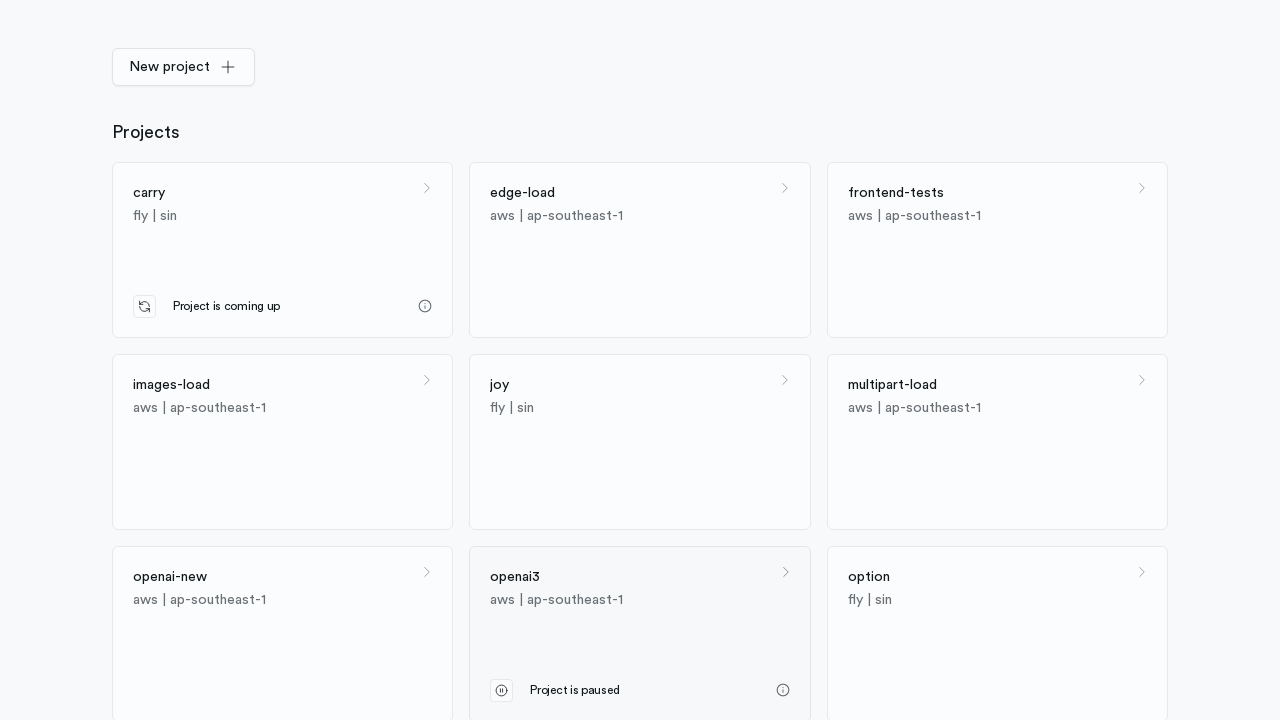 New project
Projects
carry
fly | sin
Project is coming up
edge-load
aws | ap-southeast-1
frontend-tests
aws | ap-southeast-1
images-load
aws | ap-southeast-1
joy
fly | sin
multipart-load
aws | ap-southeast-1
openai-new
aws | ap-southeast-1
openai3
aws | ap-southeast-1
Project is paused
option
fly | sin